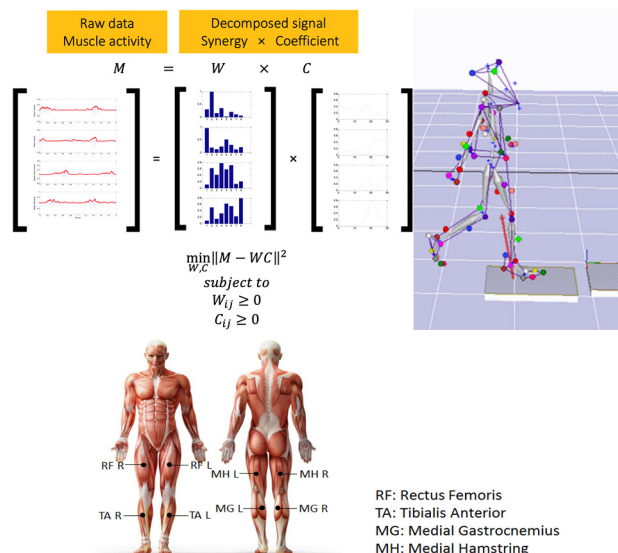 Raw data
Muscle activity
Decomposed signal
Synergy × Coefficient
M = W × C
= ×
min‖M − WC‖²
W,C
subject to
Wij ≥ 0
Cij ≥ 0
RF R
RF L
MH L
MH R
TA R
TA L
MG L
MG R
RF: Rectus Femoris
TA: Tibialis Anterior
MG: Medial Gastrocnemius
MH: Medial Hamstring